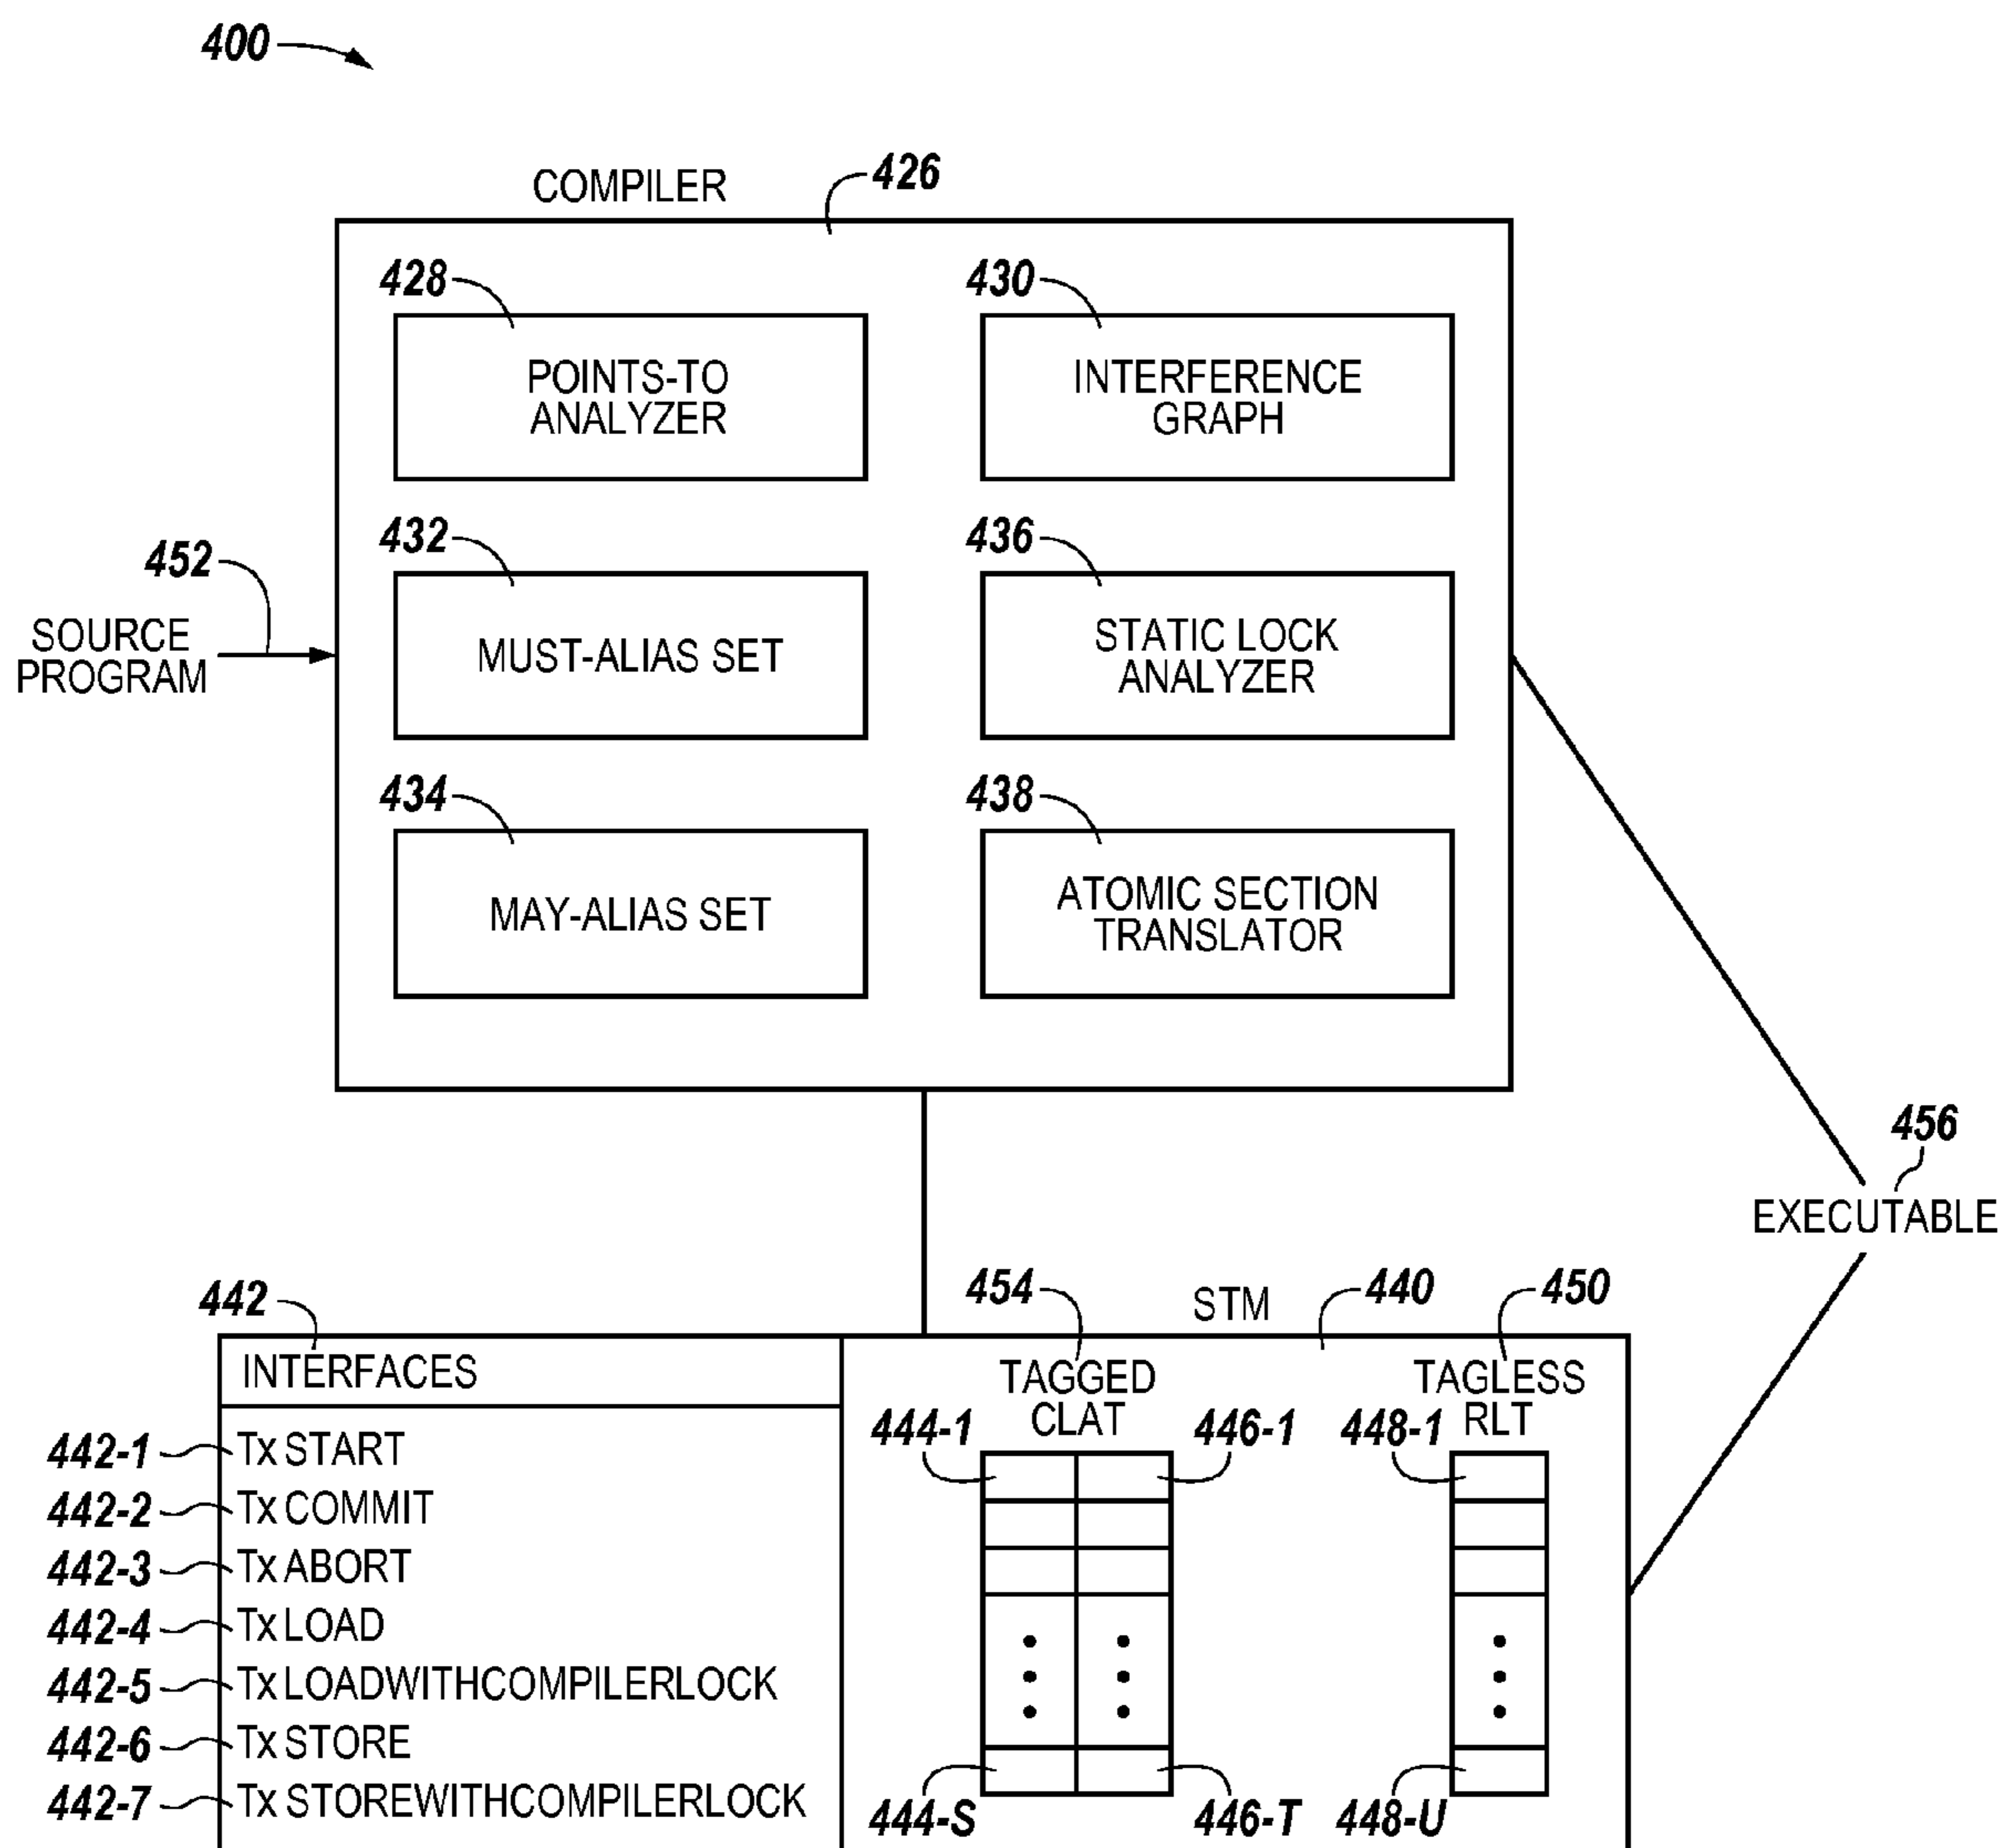 400
COMPILER
426
428
430
POINTS-TO
ANALYZER
INTERFERENCE
GRAPH
432
436
452
SOURCE
PROGRAM
MUST-ALIAS SET
STATIC LOCK
ANALYZER
434
438
MAY-ALIAS SET
ATOMIC SECTION
TRANSLATOR
456
EXECUTABLE
442
454
STM
440
450
INTERFACES
TAGGED
CLAT
TAGLESS
RLT
444-1
446-1
448-1
442-1 Tx START
442-2 Tx COMMIT
442-3 Tx ABORT
442-4 Tx LOAD
442-5 Tx LOADWITHCOMPILERLOCK
442-6 Tx STORE
442-7 Tx STOREWITHCOMPILERLOCK
444-S
446-T
448-U